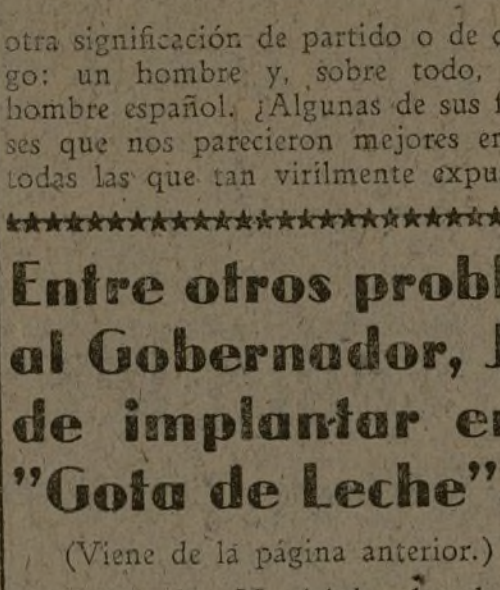 otra significación de partido o de
go: un hombre y, sobre todo,
hombre español. ¿Algunas de sus
ses que nos parecieron mejores
todas las que tan virilmente expu
Entre otros probl
al Gobernador,
de implantar en
"Gota de Leche"
(Viene de la página anterior.)